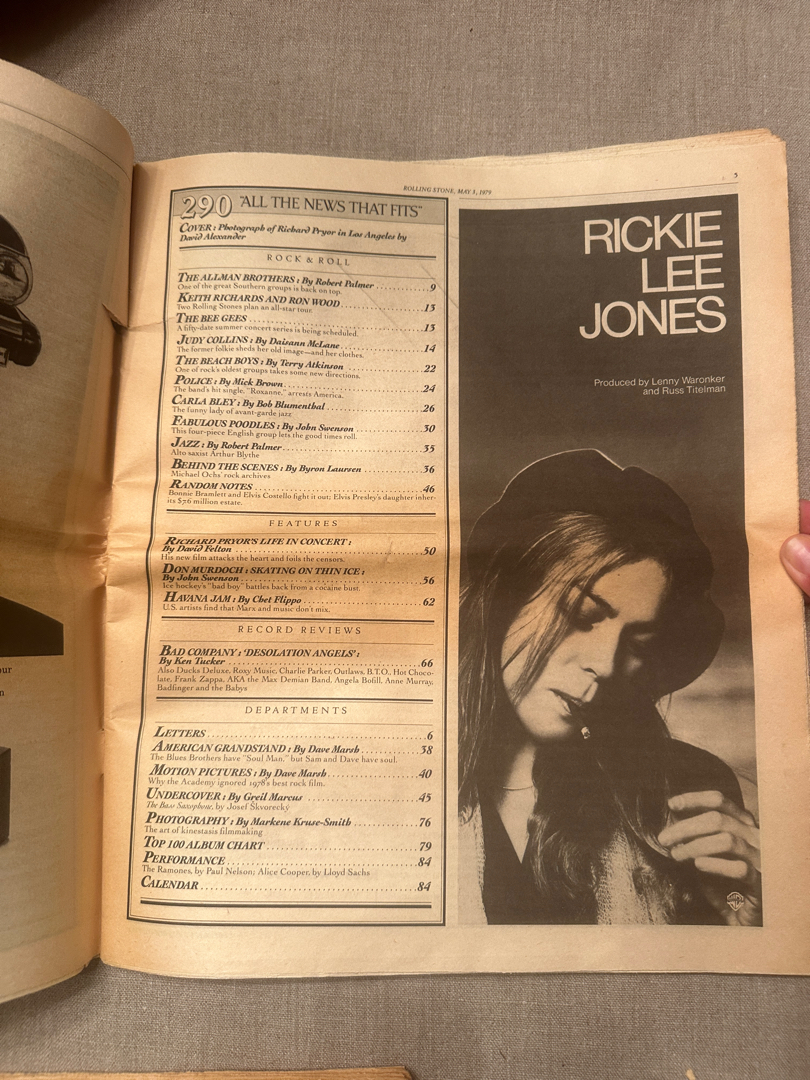 ROLLING STONE, MAY 3, 1979
5
290 "ALL THE NEWS THAT FITS"
COVER : Photograph of Richard Pryor in Los Angeles by
David Alexander
ROCK & ROLL
THE ALLMAN BROTHERS : By Robert Palmer 9
One of the great Southern groups is back on top.
KEITH RICHARDS AND RON WOOD 13
Two Rolling Stones plan an all-star tour.
THE BEE GEES 13
A fifty-date summer concert series is being scheduled.
JUDY COLLINS : By Daisann McLane 14
The former folkie sheds her old image—and her clothes.
THE BEACH BOYS : By Terry Atkinson 22
One of rock's oldest groups takes some new directions.
POLICE : By Mick Brown 24
The band's hit single, "Roxanne," arrests America.
CARLA BLEY : By Bob Blumenthal 26
The funny lady of avant-garde jazz
FABULOUS POODLES : By John Swenson 30
This four-piece English group lets the good times roll.
JAZZ : By Robert Palmer 35
Alto saxist Arthur Blythe
BEHIND THE SCENES : By Byron Laursen 36
Michael Ochs' rock archives
RANDOM NOTES 46
Bonnie Bramlett and Elvis Costello fight it out; Elvis Presley's daughter inher-
its $7.6 million estate.
FEATURES
RICHARD PRYOR'S LIFE IN CONCERT :
By David Felton 50
His new film attacks the heart and foils the censors.
DON MURDOCH : SKATING ON THIN ICE :
By John Swenson 56
Ice hockey's "bad boy" battles back from a cocaine bust.
HAVANA JAM : By Chet Flippo 62
U.S. artists find that Marx and music don't mix.
RECORD REVIEWS
BAD COMPANY : 'DESOLATION ANGELS' :
By Ken Tucker 66
Also Ducks Deluxe, Roxy Music, Charlie Parker, Outlaws, B.T.O., Hot Choco-
late, Frank Zappa, AKA the Max Demian Band, Angela Bofill, Anne Murray,
Badfinger and the Babys
DEPARTMENTS
LETTERS 6
AMERICAN GRANDSTAND : By Dave Marsh 38
The Blues Brothers have "Soul Man," but Sam and Dave have soul.
MOTION PICTURES : By Dave Marsh 40
Why the Academy ignored 1978's best rock film.
UNDERCOVER : By Greil Marcus 45
The Bass Saxophone, by Josef Škvorecký
PHOTOGRAPHY : By Markene Kruse-Smith 76
The art of kinestasis filmmaking
TOP 100 ALBUM CHART 79
PERFORMANCE 84
The Ramones, by Paul Nelson; Alice Cooper, by Lloyd Sachs
CALENDAR 84
RICKIE
LEE
JONES
Produced by Lenny Waronker
and Russ Titelman